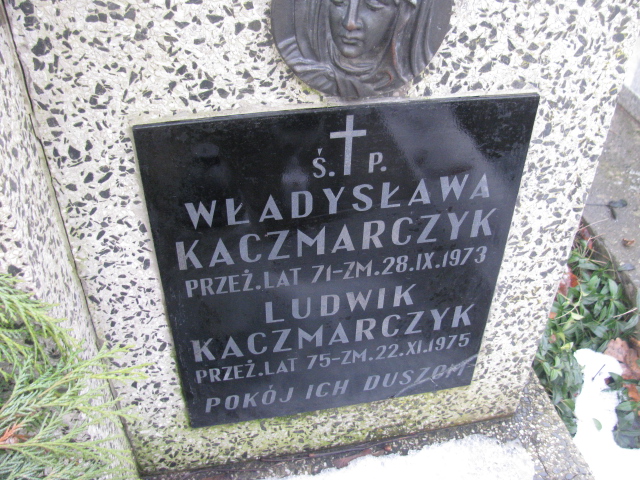 Ś. P.
WŁADYSŁAWA
KACZMARCZYK
PRZEŻ. LAT 71-ZM. 28.IX.1973
LUDWIK
KACZMARCZYK
PRZEŻ. LAT 75-ZM. 22.XI.1975
POKÓJ ICH DUSZOM